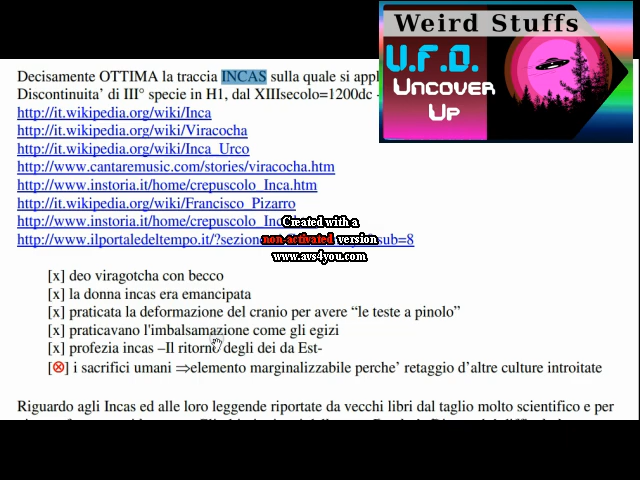 Weird Stuffs
U.F.O.
UNCOVER
UP
Decisamente OTTIMA la traccia INCAS sulla quale si appl
Discontinuita' di III° specie in H1, dal XIIIsecolo=1200dc -
http://it.wikipedia.org/wiki/Inca
http://it.wikipedia.org/wiki/Viracocha
http://it.wikipedia.org/wiki/Inca_Urco
http://www.cantaremusic.com/stories/viracocha.htm
http://www.instoria.it/home/crepuscolo_Inca.htm
http://it.wikipedia.org/wiki/Francisco_Pizarro
http://www.instoria.it/home/crepuscolo_Inc
http://www.ilportaledeltempo.it/?sezion sub=8
Created with a
non-activated version
www.avs4you.com
[x] deo viragotcha con becco
[x] la donna incas era emancipata
[x] praticata la deformazione del cranio per avere “le teste a pinolo”
[x] praticavano l'imbalsamazione come gli egizi
[x] profezia incas –Il ritorno degli dei da Est-
[⊗] i sacrifici umani ⇒elemento marginalizzabile perche’ retaggio d’altre culture introitate
Riguardo agli Incas ed alle loro leggende riportate da vecchi libri dal taglio molto scientifico e per